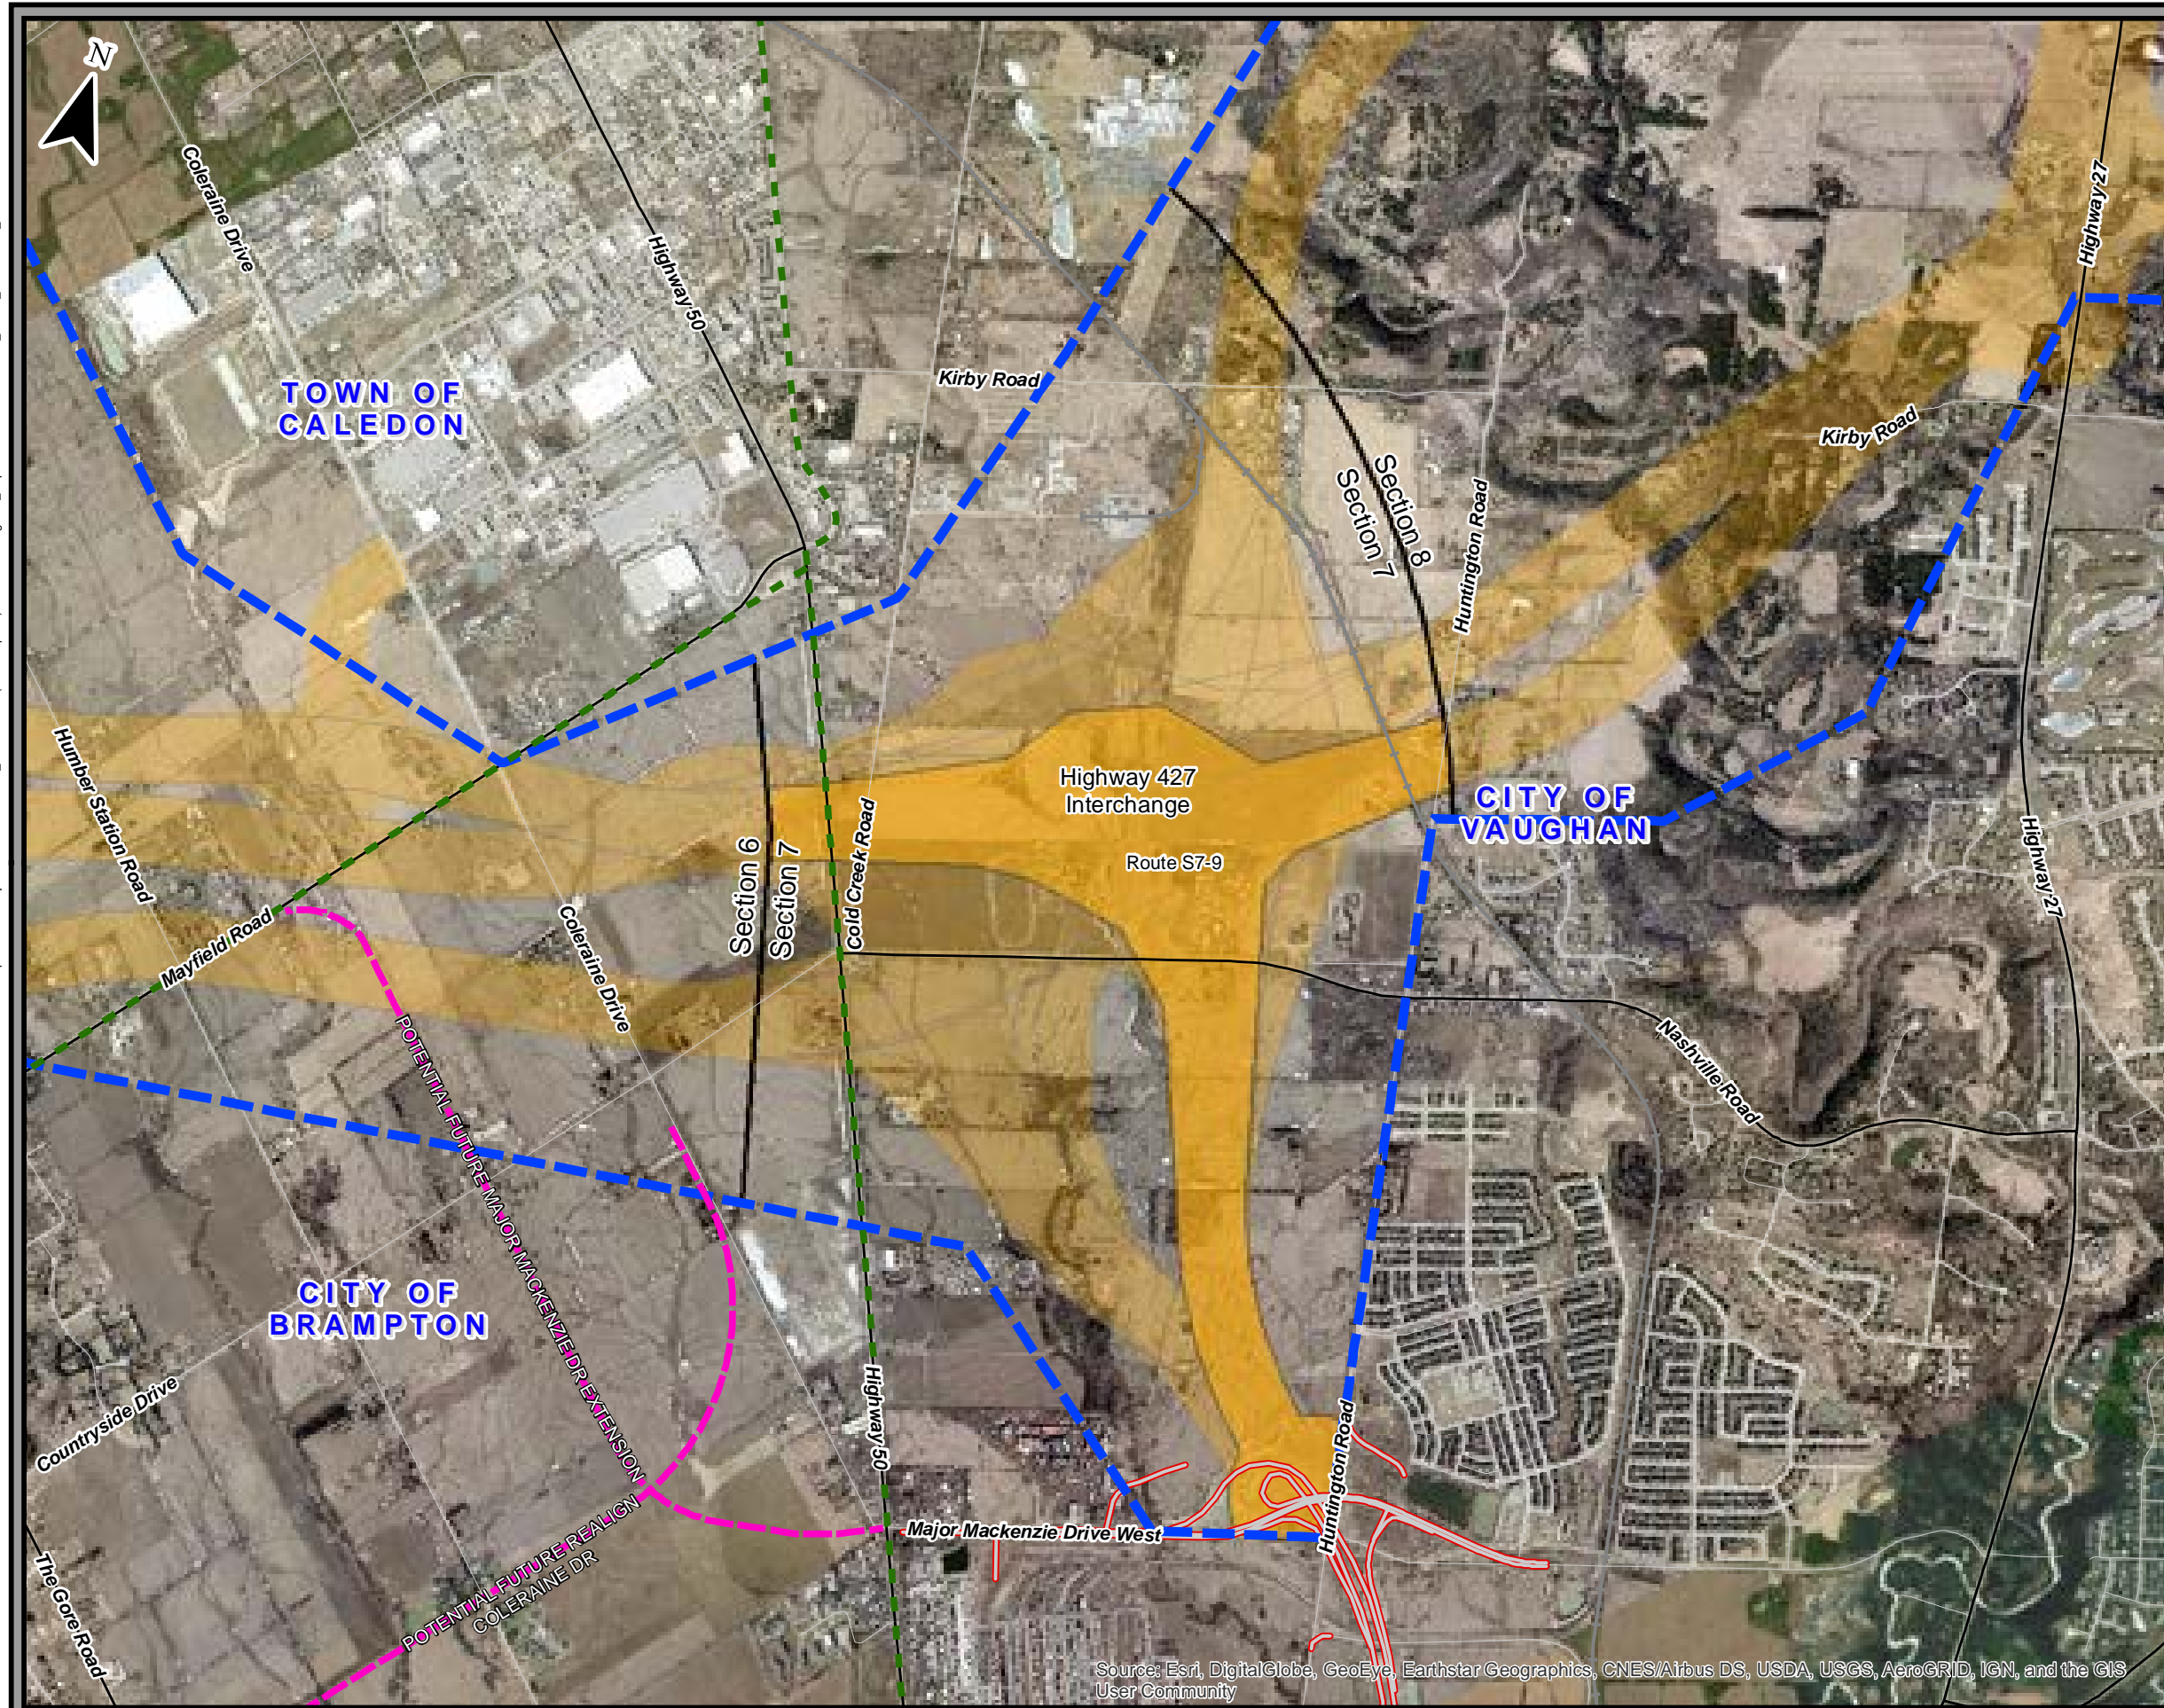 N
Coleraine Drive
Highway 50
Highway 27
TOWN OF
CALEDON
Kirby Road
Kirby Road
Section 8
Section 7
Huntington Road
Humber Station Road
Highway 427
Interchange
CITY OF
VAUGHAN
Route S7-9
Section 6
Section 7
Cold Creek Road
Highway 27
Mayfield Road
Coleraine Drive
Nashville Road
POTENTIAL FUTURE MAJOR MACKENZIE DR EXTENSION
CITY OF
BRAMPTON
Countryside Drive
Highway 50
Huntington Road
Major Mackenzie Drive West
POTENTIAL FUTURE REALIGN
COLERAINE DR
The Gore Road
Source: Esri, DigitalGlobe, GeoEye, Earthstar Geographics, CNES/Airbus DS, USDA, USGS, AeroGRID, IGN, and the GIS
User Community